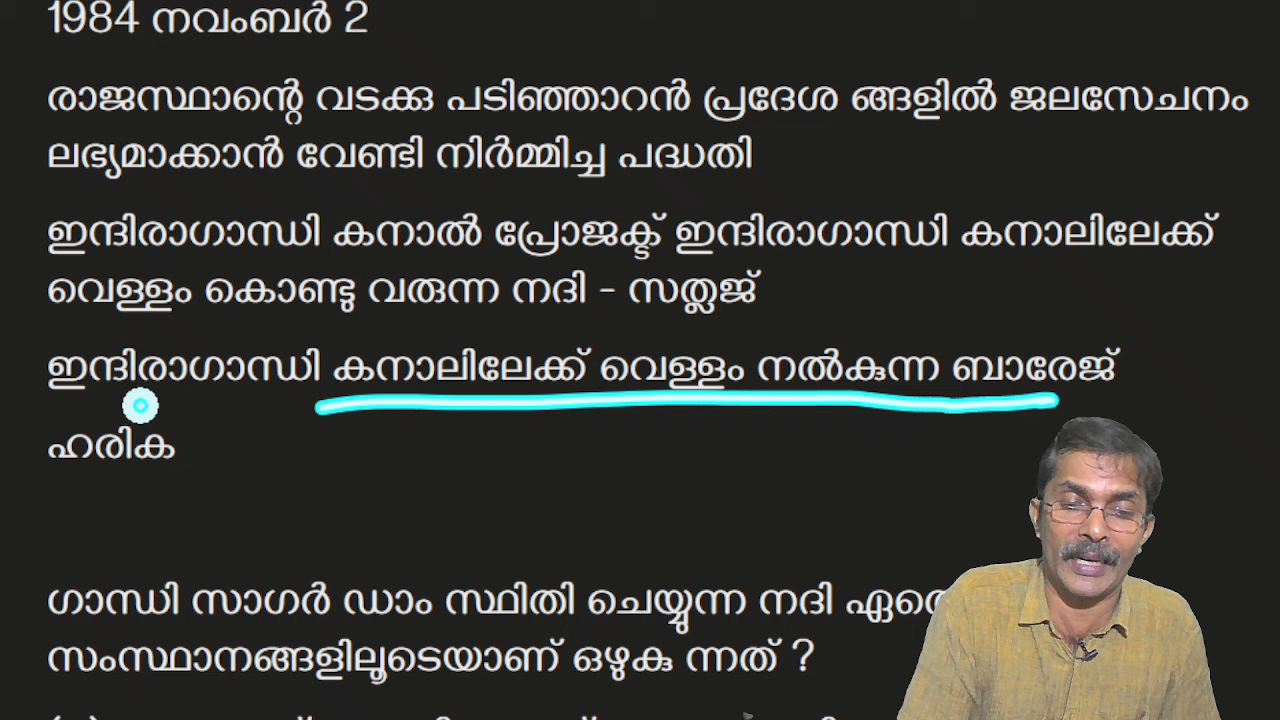 1984 നവംബർ 2
രാജസ്ഥാന്റെ വടക്കു പടിഞ്ഞാറൻ പ്രദേശ ങ്ങളിൽ ജലസേചനം
ലഭ്യമാക്കാൻ വേണ്ടി നിർമ്മിച്ച പദ്ധതി
ഇന്ദിരാഗാന്ധി കനാൽ പ്രോജക്ട് ഇന്ദിരാഗാന്ധി കനാലിലേക്ക്
വെള്ളം കൊണ്ടു വരുന്ന നദി - സത്ലജ്
ഇന്ദിരാഗാന്ധി കനാലിലേക്ക് വെള്ളം നൽകുന്ന ബാരേജ്
ഹരിക
ഗാന്ധി സാഗർ ഡാം സ്ഥിതി ചെയ്യുന്ന നദി
സംസ്ഥാനങ്ങളിലൂടെയാണ് ഒഴുകു ന്നത് ?